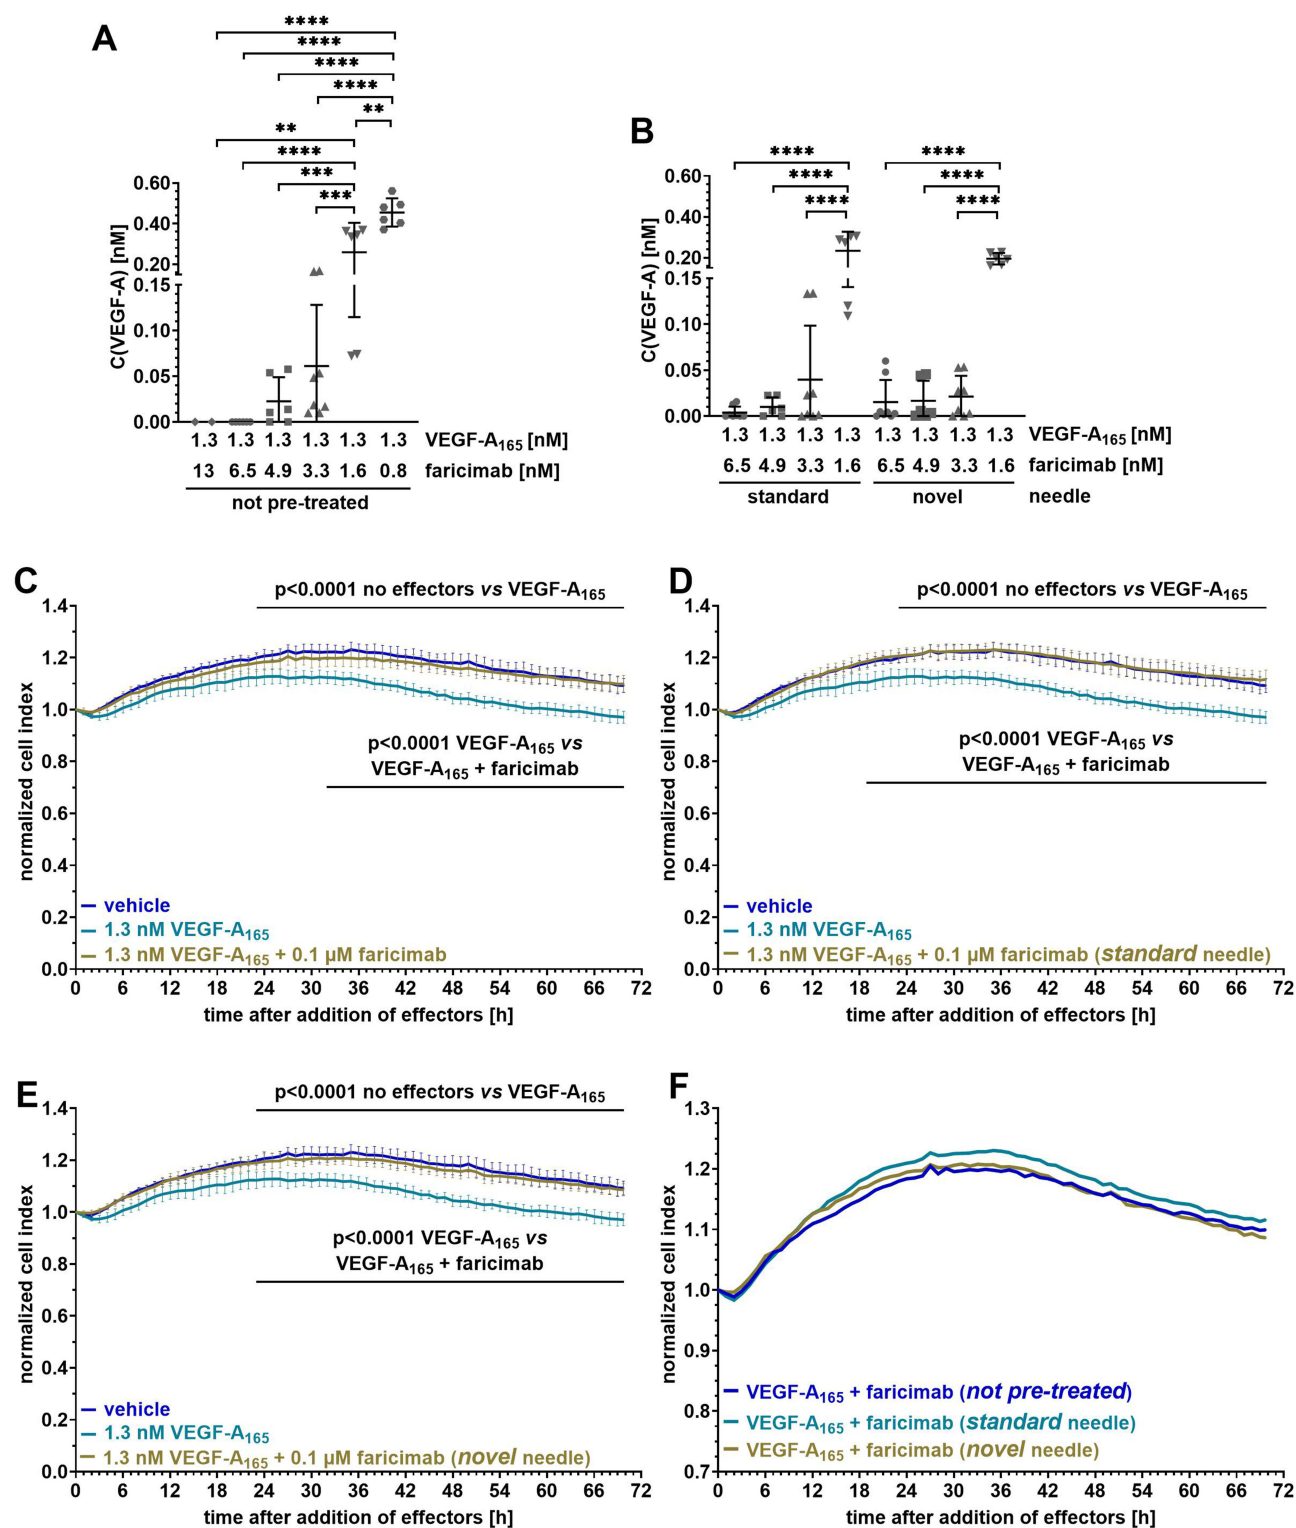 A
****
****
****
****
**
**
****
***
***
C(VEGF-A) [nM]
0.60
0.40
0.20
0.15
0.10
0.05
0.00
1.3 1.3 1.3 1.3 1.3 1.3 VEGF-A165 [nM]
13 6.5 4.9 3.3 1.6 0.8 faricimab [nM]
not pre-treated
B
**** ****
**** ****
**** ****
C(VEGF-A) [nM]
0.60
0.40
0.20
0.15
0.10
0.05
0.00
1.3 1.3 1.3 1.3 1.3 1.3 1.3 1.3 VEGF-A165 [nM]
6.5 4.9 3.3 1.6 6.5 4.9 3.3 1.6 faricimab [nM]
standard novel needle
C
p<0.0001 no effectors vs VEGF-A165
normalized cell index
1.4
1.2
1.0
0.8
0.6
0.4
0.2
0.0
p<0.0001 VEGF-A165 vs
VEGF-A165 + faricimab
vehicle
1.3 nM VEGF-A165
1.3 nM VEGF-A165 + 0.1 µM faricimab
0 6 12 18 24 30 36 42 48 54 60 66 72
time after addition of effectors [h]
D
p<0.0001 no effectors vs VEGF-A165
normalized cell index
1.4
1.2
1.0
0.8
0.6
0.4
0.2
0.0
p<0.0001 VEGF-A165 vs
VEGF-A165 + faricimab
vehicle
1.3 nM VEGF-A165
1.3 nM VEGF-A165 + 0.1 µM faricimab (standard needle)
0 6 12 18 24 30 36 42 48 54 60 66 72
time after addition of effectors [h]
E
p<0.0001 no effectors vs VEGF-A165
normalized cell index
1.4
1.2
1.0
0.8
0.6
0.4
0.2
0.0
p<0.0001 VEGF-A165 vs
VEGF-A165 + faricimab
vehicle
1.3 nM VEGF-A165
1.3 nM VEGF-A165 + 0.1 µM faricimab (novel needle)
0 6 12 18 24 30 36 42 48 54 60 66 72
time after addition of effectors [h]
F
normalized cell index
1.3
1.2
1.1
1.0
0.9
0.8
0.7
VEGF-A165 + faricimab (not pre-treated)
VEGF-A165 + faricimab (standard needle)
VEGF-A165 + faricimab (novel needle)
0 6 12 18 24 30 36 42 48 54 60 66 72
time after addition of effectors [h]